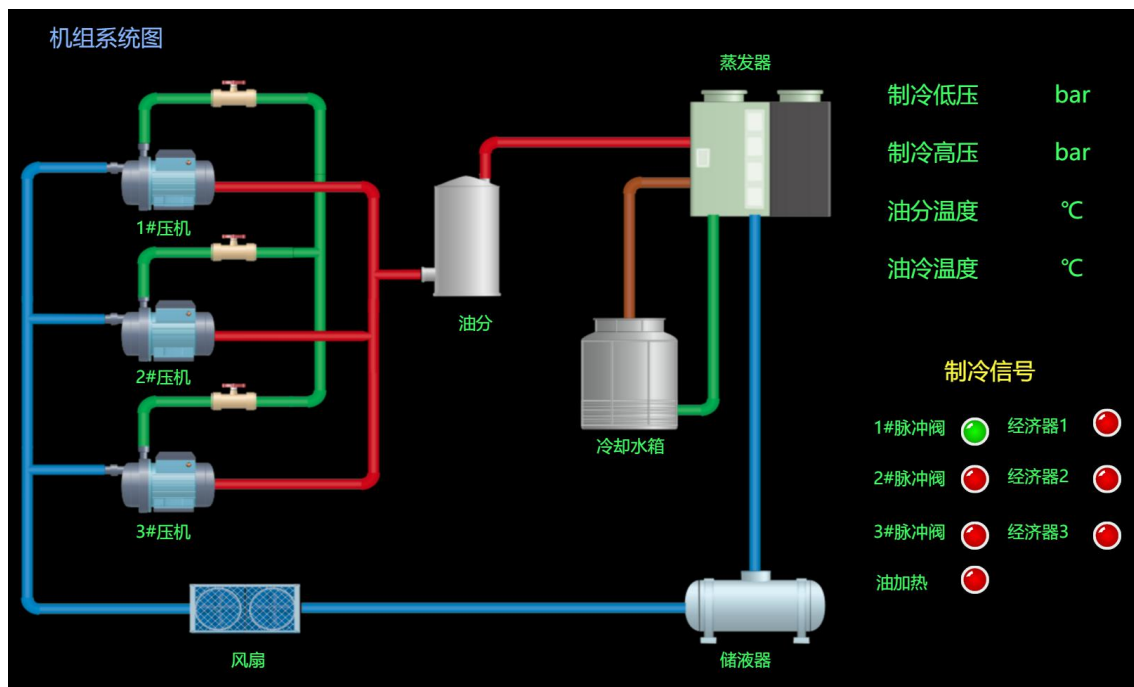 机组系统图
蒸发器
制冷低压 bar
制冷高压 bar
油分温度 ℃
油冷温度 ℃
1#压机
2#压机
3#压机
油分
冷却水箱
制冷信号
1#脉冲阀 经济器1
2#脉冲阀 经济器2
3#脉冲阀 经济器3
油加热
风扇
储液器